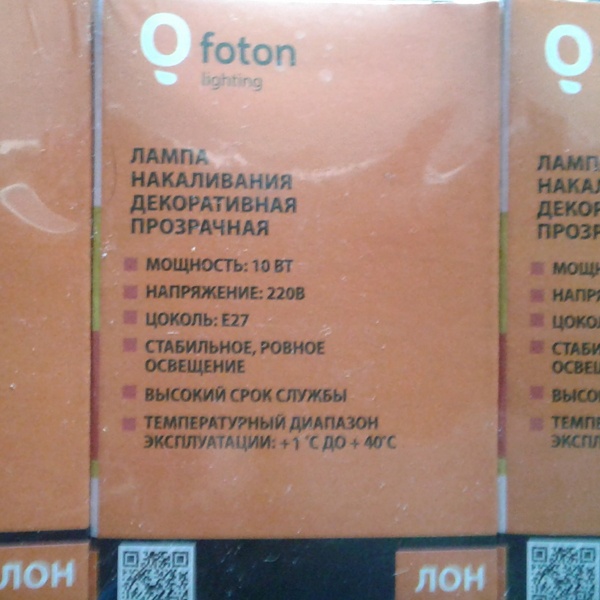 foton
lighting
ЛАМПА
НАКАЛИВАНИЯ
ДЕКОРАТИВНАЯ
ПРОЗРАЧНАЯ
МОЩНОСТЬ: 10 ВТ
НАПРЯЖЕНИЕ: 220В
ЦОКОЛЬ: E27
СТАБИЛЬНОЕ, РОВНОЕ
ОСВЕЩЕНИЕ
ВЫСОКИЙ СРОК СЛУЖБЫ
ТЕМПЕРАТУРНЫЙ ДИАПАЗОН
ЭКСПЛУАТАЦИИ: +1 °C ДО + 40°C
ЛОН
ЛОН